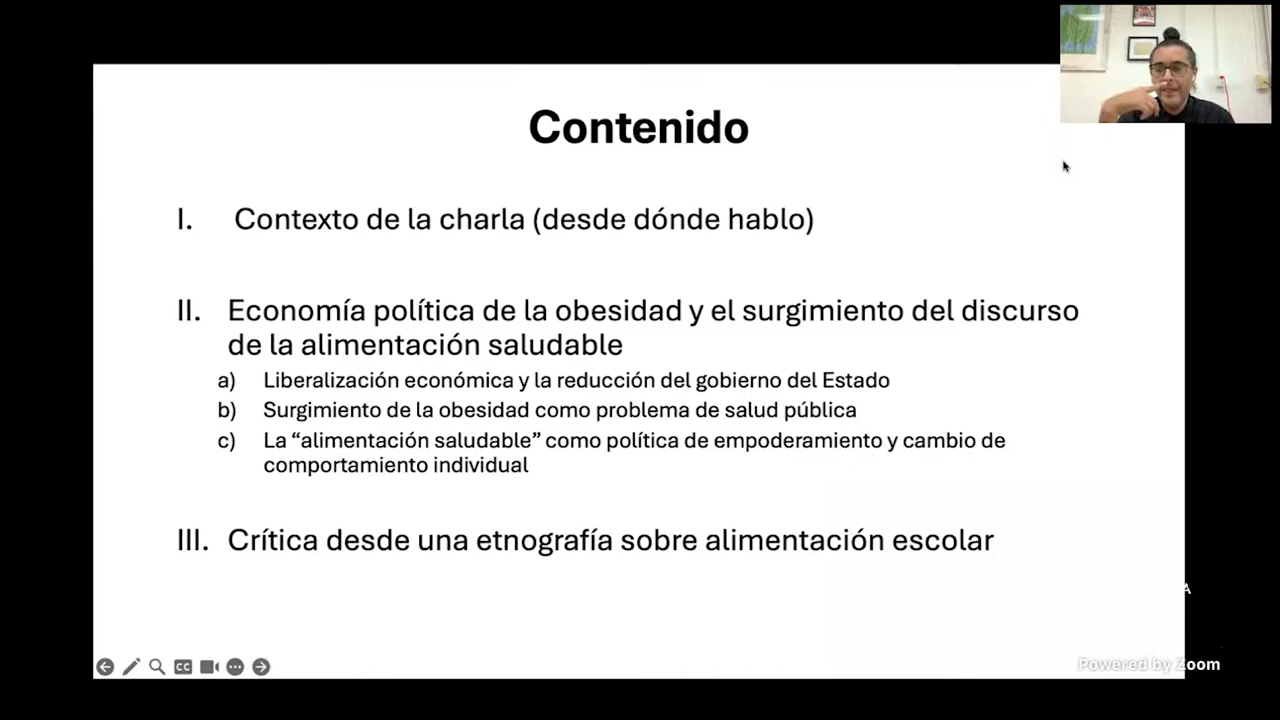 Contenido
I. Contexto de la charla (desde dónde hablo)
II. Economía política de la obesidad y el surgimiento del discurso
de la alimentación saludable
a) Liberalización económica y la reducción del gobierno del Estado
b) Surgimiento de la obesidad como problema de salud pública
c) La “alimentación saludable” como política de empoderamiento y cambio de
comportamiento individual
III. Crítica desde una etnografía sobre alimentación escolar
A
CC
Powered by Zoom